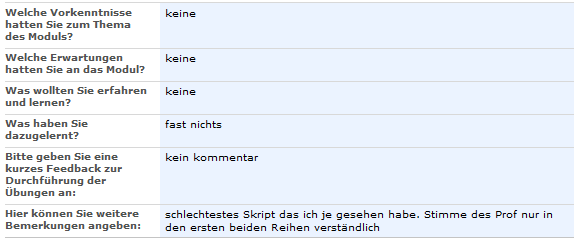 Welche Vorkenntnisse
hatten Sie zum Thema
des Moduls?
keine
Welche Erwartungen
hatten Sie an das Modul?
keine
Was wollten Sie erfahren
und lernen?
keine
Was haben Sie
dazugelernt?
fast nichts
Bitte geben Sie eine
kurzes Feedback zur
Durchführung der
Übungen an:
kein kommentar
Hier können Sie weitere
Bemerkungen angeben:
schlechtestes Skript das ich je gesehen habe. Stimme des Prof nur in
den ersten beiden Reihen verständlich